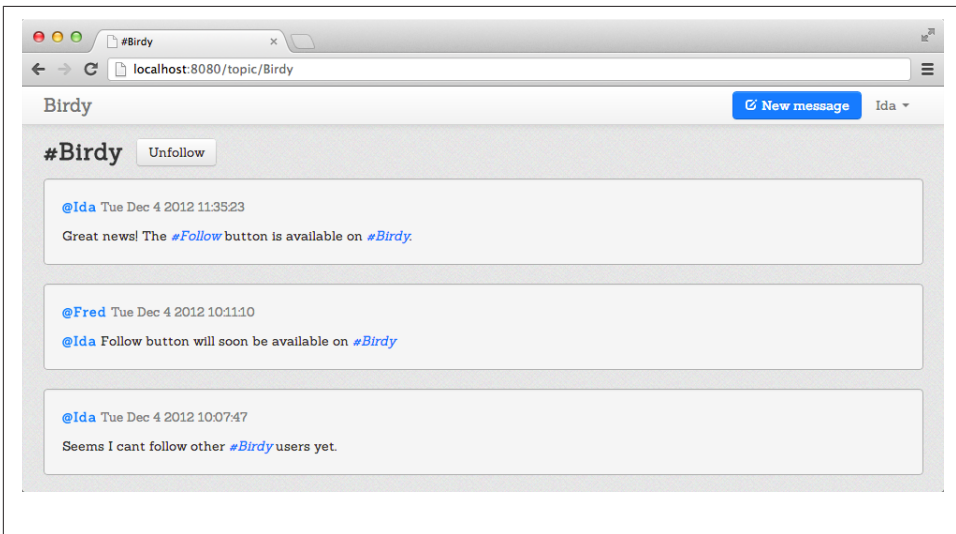 #Birdy
localhost:8080/topic/Birdy
Birdy
New message
Ida
#Birdy
Unfollow
@Ida Tue Dec 4 2012 11:35:23
Great news! The #Follow button is available on #Birdy.
@Fred Tue Dec 4 2012 10:11:10
@Ida Follow button will soon be available on #Birdy
@Ida Tue Dec 4 2012 10:07:47
Seems I cant follow other #Birdy users yet.